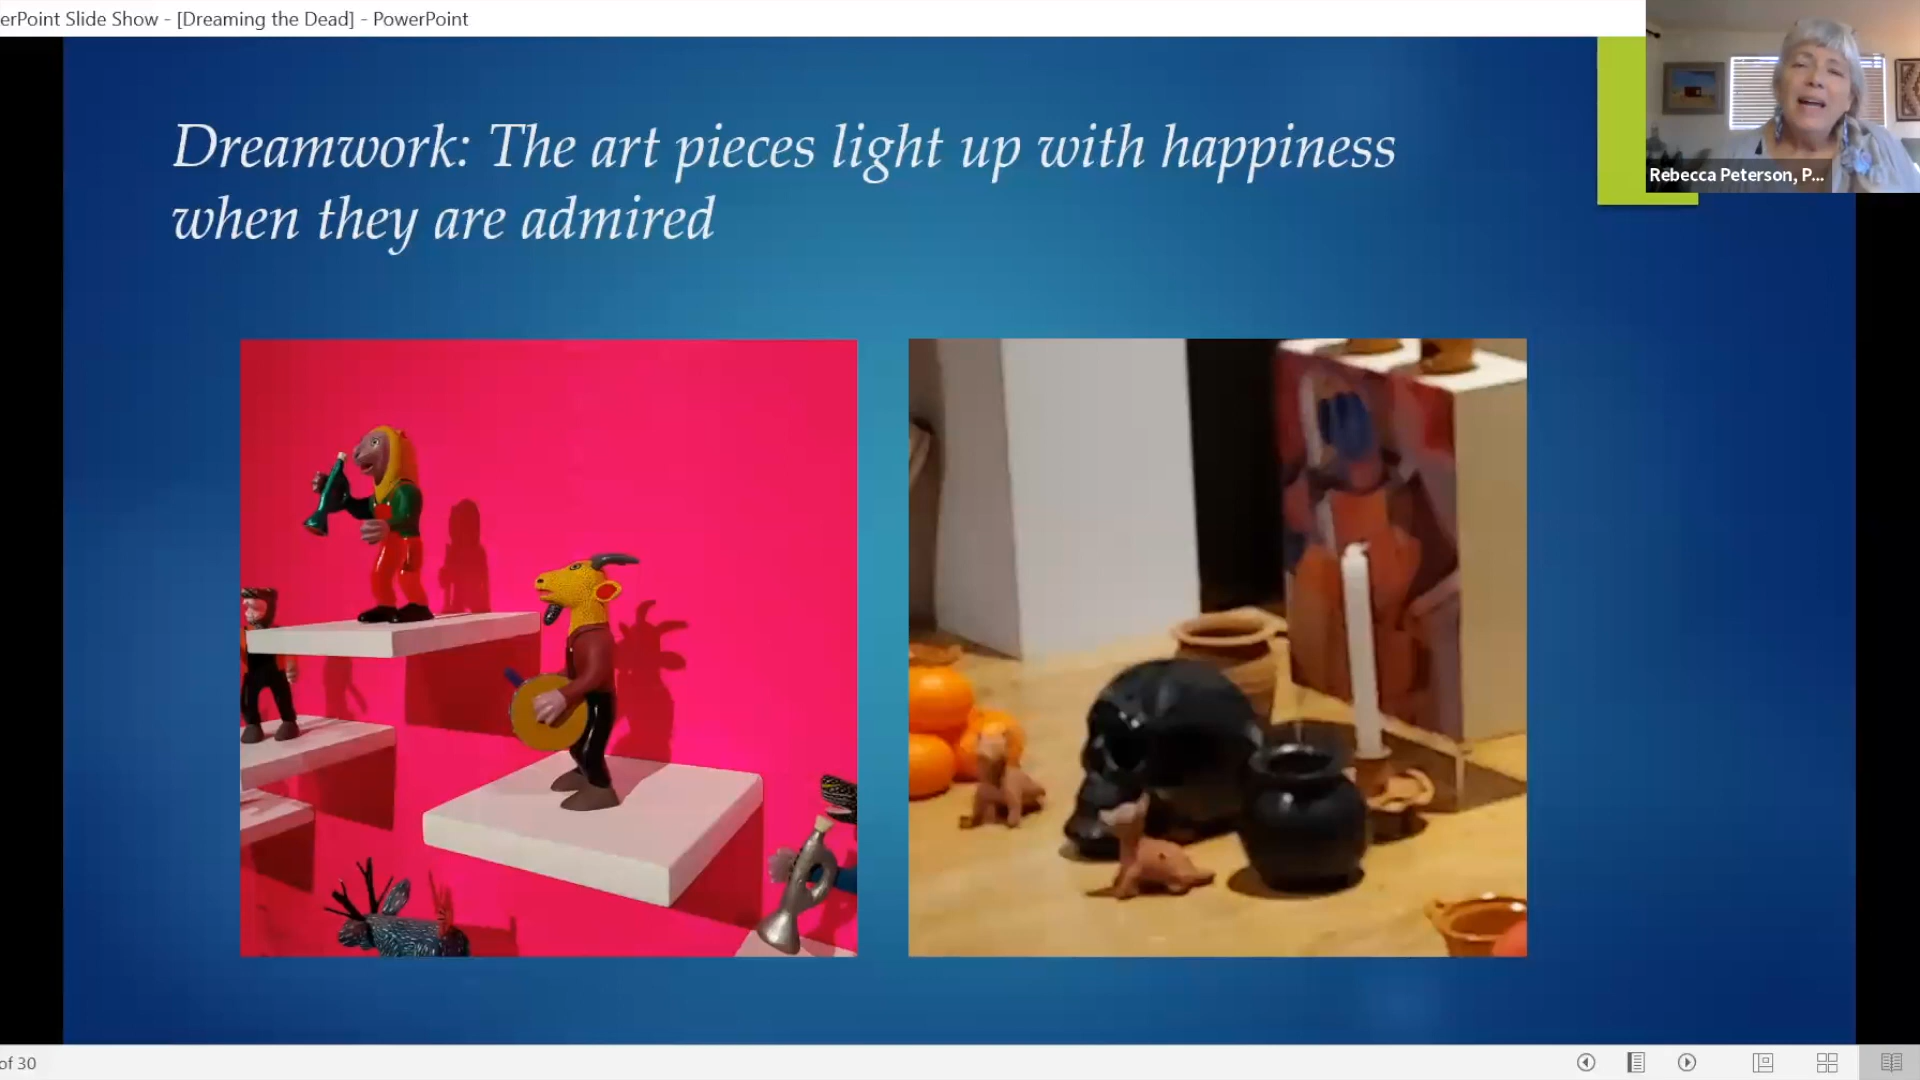 erPoint Slide Show - [Dreaming the Dead] - PowerPoint
Rebecca Peterson, P...
Dreamwork: The art pieces light up with happiness
when they are admired
of 30